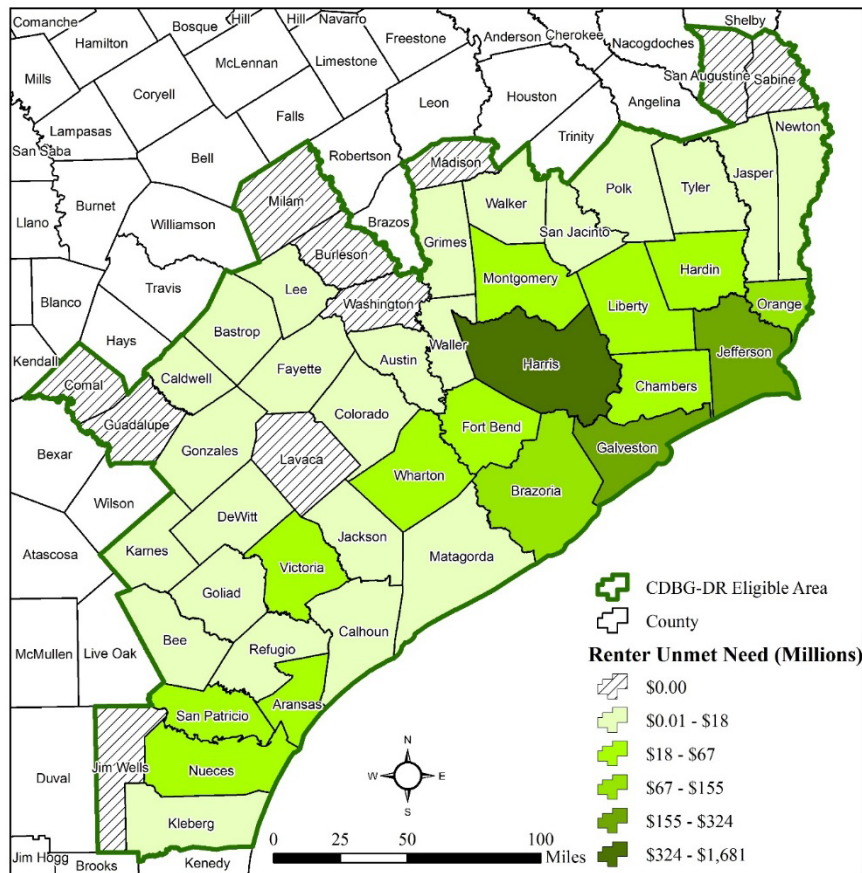 Comanche
Bosque
Hill
Hill
Navarro
Shelby
Hamilton
Freestone
Anderson
Cherokee
Nacogdoches
McLennan
Limestone
San Augustine
Sabine
Mills
Coryell
Leon
Houston
Angelina
Lampasas
Falls
Trinity
Newton
San Saba
Bell
Robertson
Madison
Jasper
Burnet
Milam
Walker
Polk
Tyler
Llano
Williamson
Brazos
Grimes
San Jacinto
Burleson
Lee
Montgomery
Hardin
Travis
Washington
Liberty
Orange
Blanco
Bastrop
Hays
Austin
Waller
Harris
Jefferson
Kendall
Caldwell
Fayette
Chambers
Comal
Colorado
Guadalupe
Fort Bend
Galveston
Bexar
Gonzales
Lavaca
Wharton
Brazoria
Wilson
DeWitt
Jackson
Atascosa
Karnes
Victoria
Matagorda
Goliad
Calhoun
McMullen
Live Oak
Bee
Refugio
Aransas
San Patricio
Duval
Jim Wells
Nueces
Kleberg
Jim Hogg
Brooks
Kenedy
N
W
E
S
0
25
50
100
Miles
CDBG-DR Eligible Area
County
Renter Unmet Need (Millions)
$0.00
$0.01 - $18
$18 - $67
$67 - $155
$155 - $324
$324 - $1,681